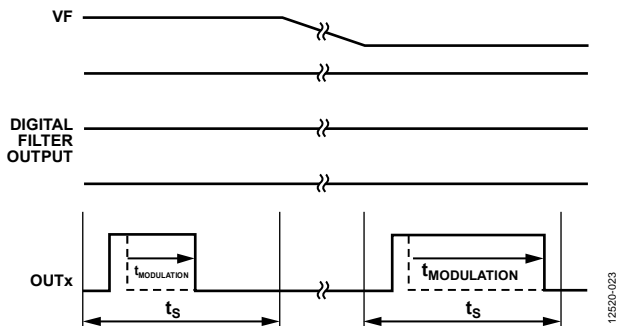 VF
DIGITAL
FILTER
OUTPUT
OUTx
tMODULATION
tMODULATION
tS
tS
12520-023